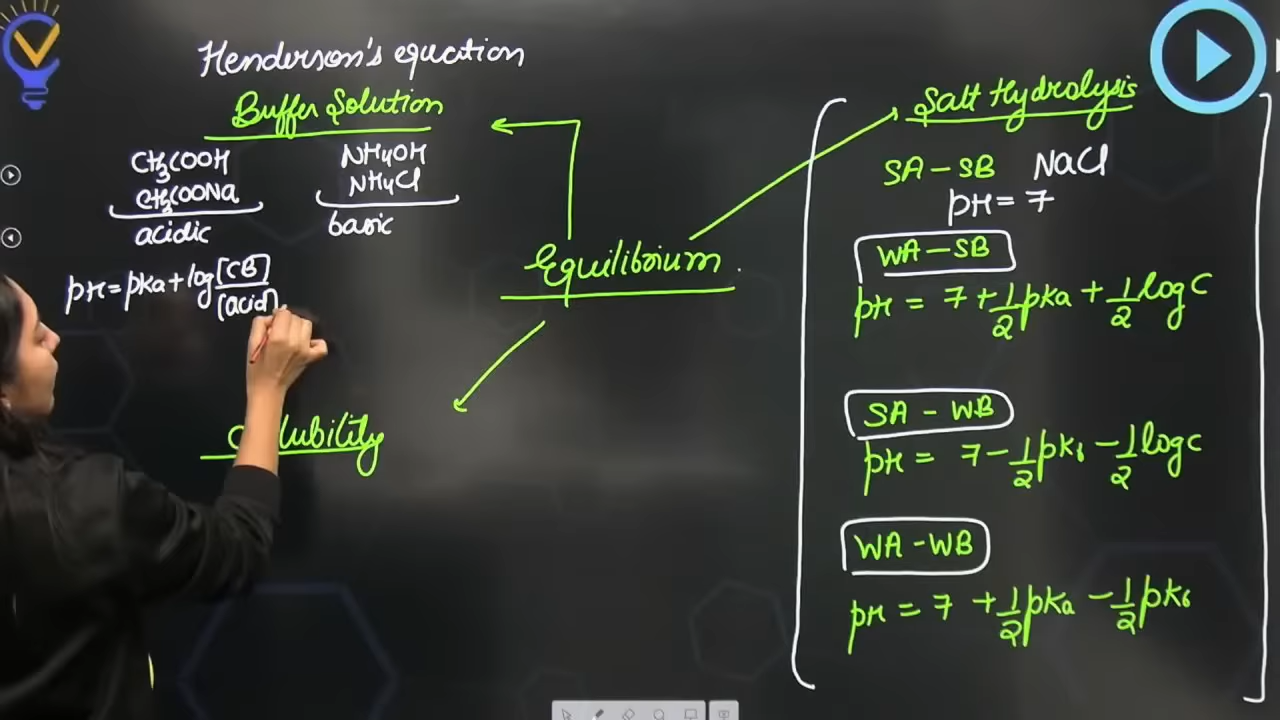 Henderson's equation
Buffer Solution
CH3COOH
CH3COONa
acidic
NH4OH
NH4Cl
basic
pH = pKa + log [CB]/[acid]
Equilibrium
Solubility
Salt Hydrolysis
SA - SB NaCl
pH = 7
WA - SB
pH = 7 + 1/2 pKa + 1/2 log C
SA - WB
pH = 7 - 1/2 pKb - 1/2 log C
WA - WB
pH = 7 + 1/2 pKa - 1/2 pKb